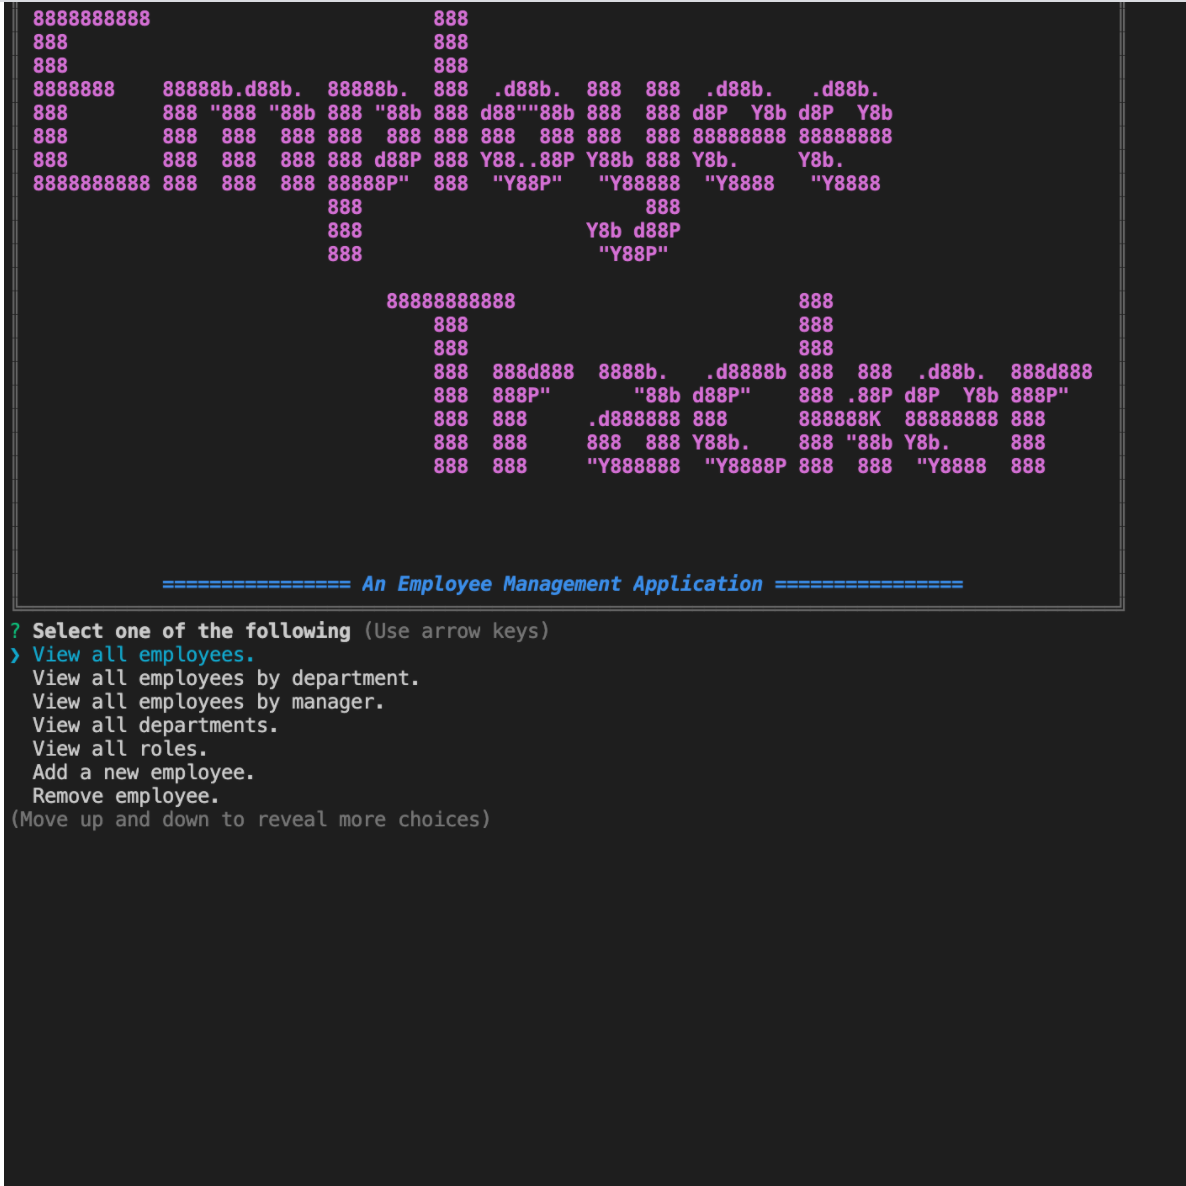 Employee
Tracker
================ An Employee Management Application ================
? Select one of the following (Use arrow keys)
❯ View all employees.
View all employees by department.
View all employees by manager.
View all departments.
View all roles.
Add a new employee.
Remove employee.
(Move up and down to reveal more choices)